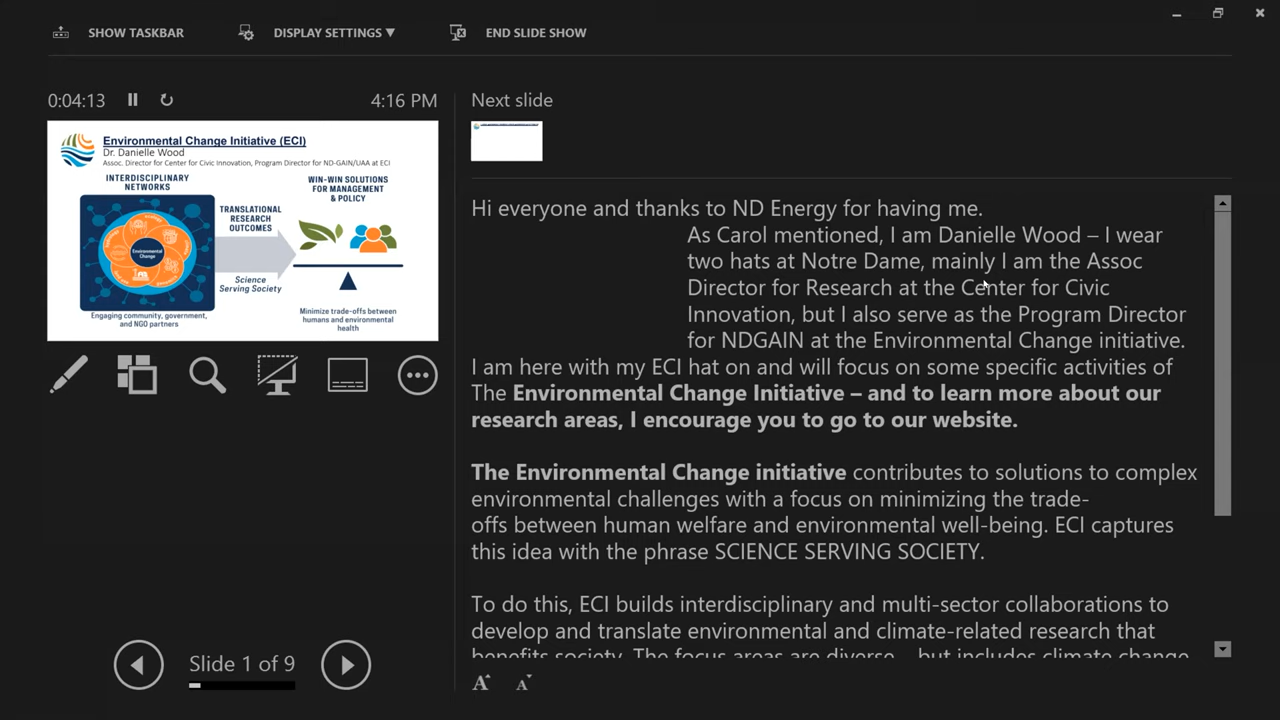 SHOW TASKBAR
DISPLAY SETTINGS ▼
END SLIDE SHOW
0:04:13
4:16 PM
Environmental Change Initiative (ECI)
Dr. Danielle Wood
Assoc. Director for Center for Civic Innovation, Program Director for ND-GAIN/UAA at ECI
INTERDISCIPLINARY
NETWORKS
Environmental
Change
Engaging community, government,
and NGO partners
TRANSLATIONAL
RESEARCH
OUTCOMES
Science
Serving Society
WIN-WIN SOLUTIONS
FOR MANAGEMENT
& POLICY
Minimize trade-offs between
humans and environmental
health
Slide 1 of 9
Next slide
Hi everyone and thanks to ND Energy for having me.
As Carol mentioned, I am Danielle Wood – I wear
two hats at Notre Dame, mainly I am the Assoc
Director for Research at the Center for Civic
Innovation, but I also serve as the Program Director
for NDGAIN at the Environmental Change initiative.
I am here with my ECI hat on and will focus on some specific activities of
The Environmental Change Initiative – and to learn more about our
research areas, I encourage you to go to our website.
The Environmental Change initiative contributes to solutions to complex
environmental challenges with a focus on minimizing the trade-
offs between human welfare and environmental well-being. ECI captures
this idea with the phrase SCIENCE SERVING SOCIETY.
To do this, ECI builds interdisciplinary and multi-sector collaborations to
develop and translate environmental and climate-related research that
benefits society. The focus areas are diverse – but includes climate change
A A